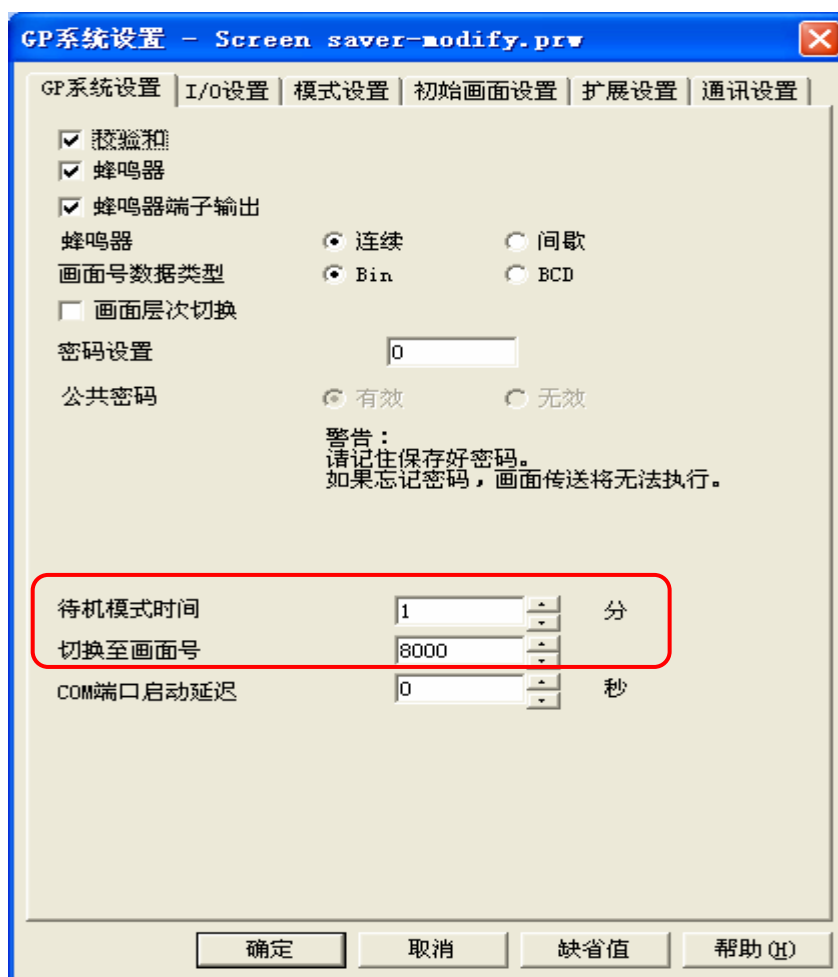 GP系统设置 - Screen saver-modify.prw
GP系统设置 I/O设置 模式设置 初始画面设置 扩展设置 通讯设置
校验和
蜂鸣器
蜂鸣器端子输出
蜂鸣器 连续 间歇
画面号数据类型 Bin BCD
画面层次切换
密码设置 0
公共密码 有效 无效
警告：
请记住保存好密码。
如果忘记密码，画面传送将无法执行。
待机模式时间 1 分
切换至画面号 8000
COM端口启动延迟 0 秒
确定 取消 缺省值 帮助(H)